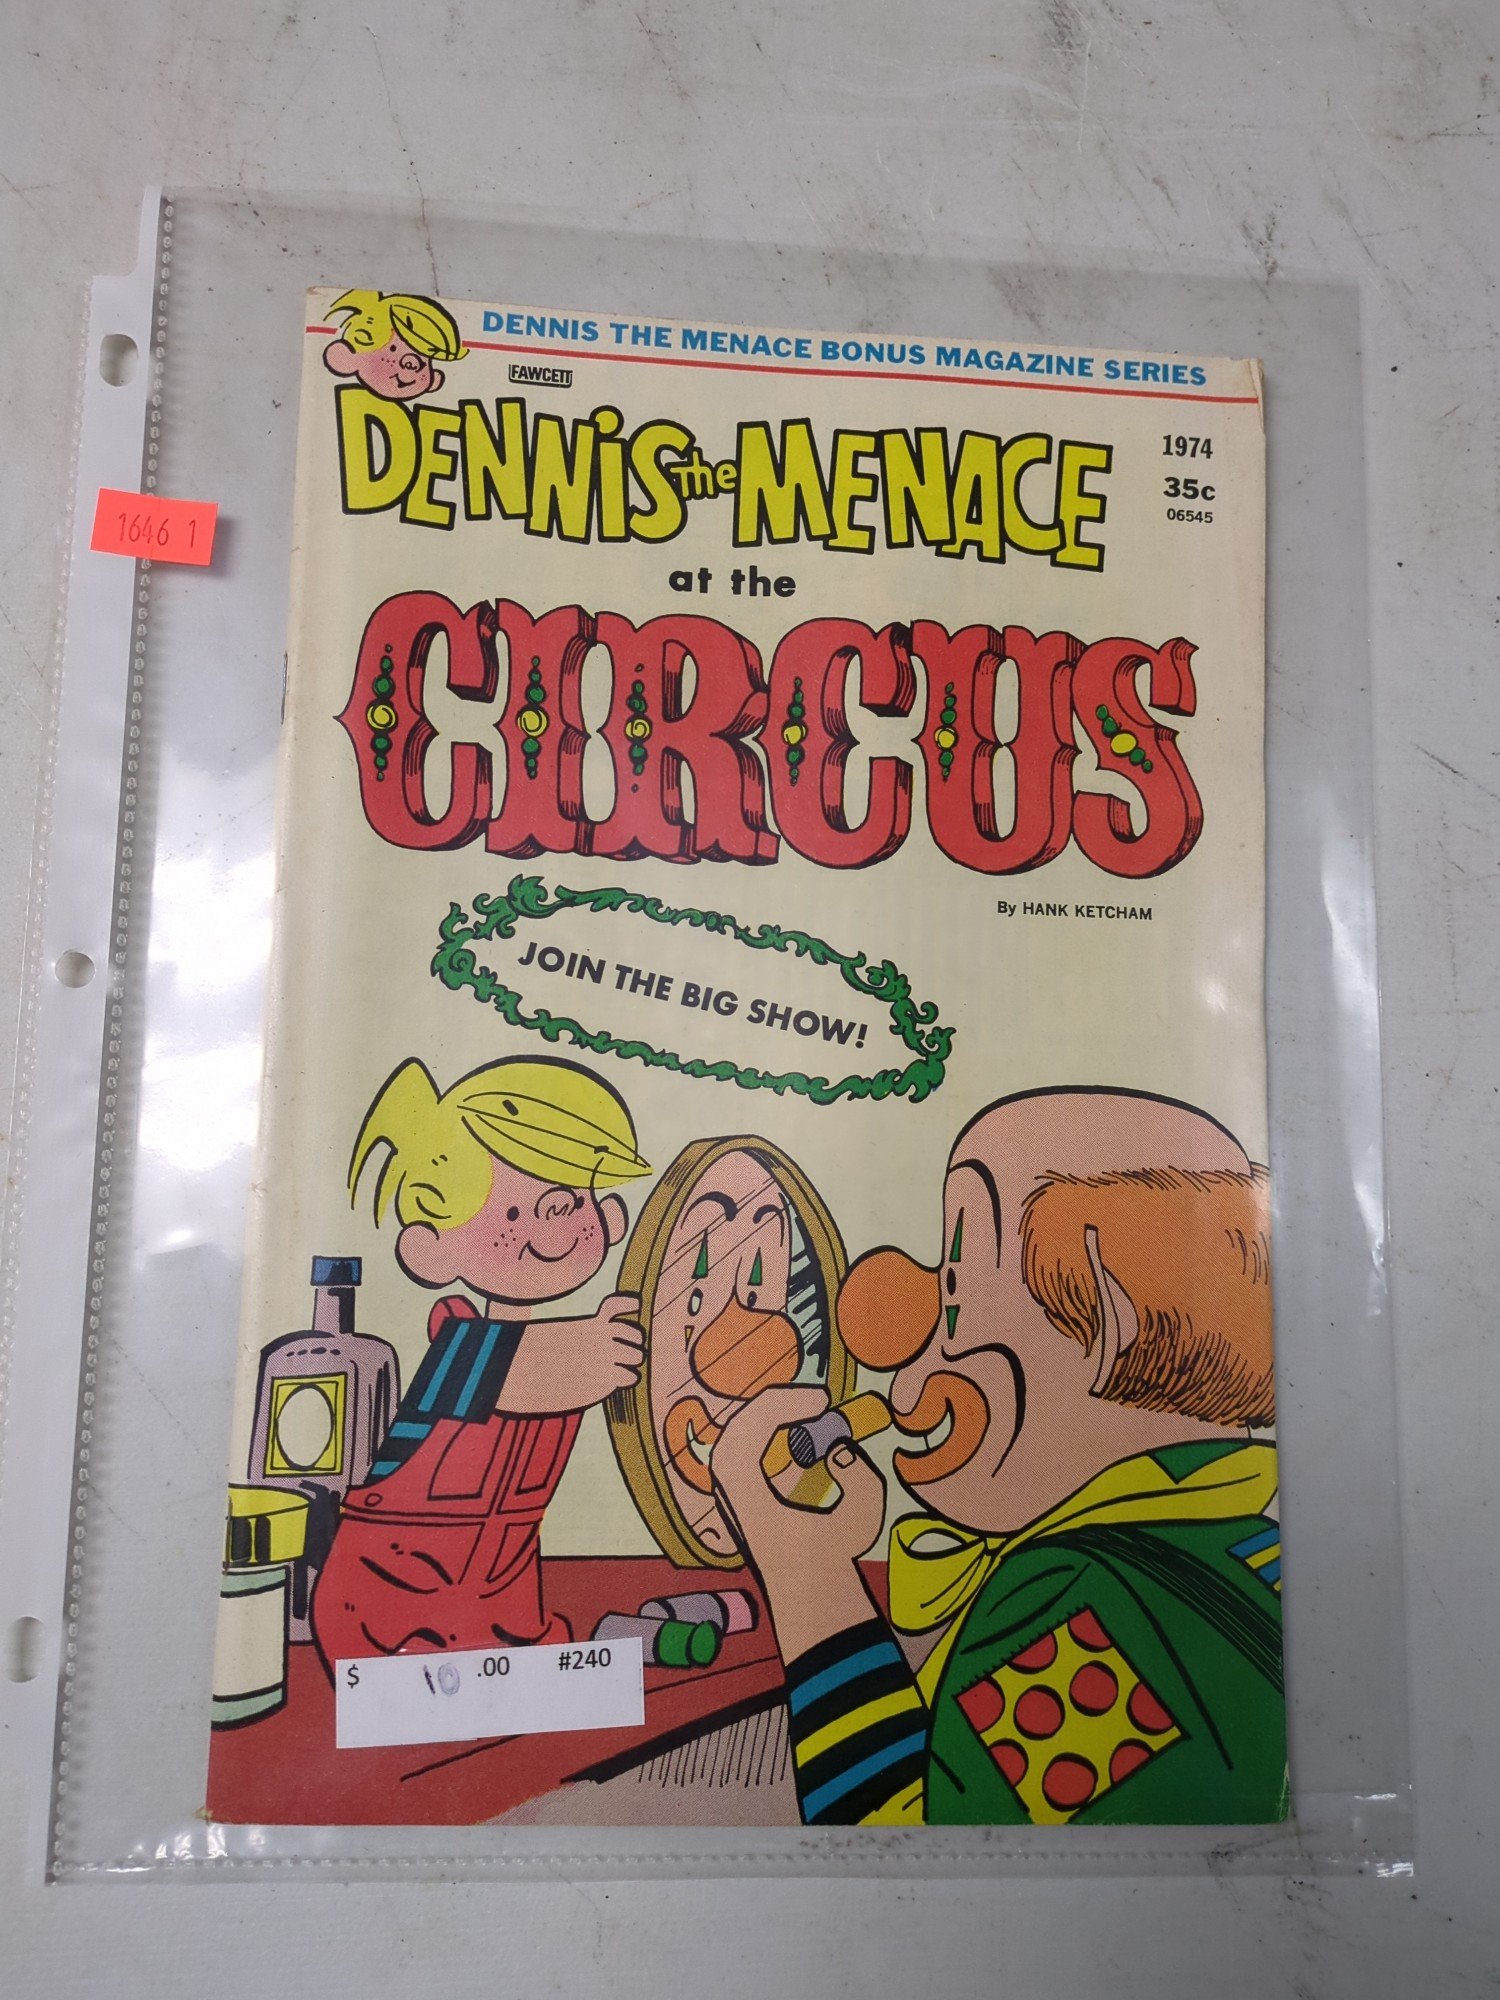 DENNIS THE MENACE BONUS MAGAZINE SERIES
FAWCETT
DENNIS THE MENACE
1974
35c
06545
at the
CIRCUS
By HANK KETCHAM
JOIN THE BIG SHOW!
1646 1
$ 10 .00 #240